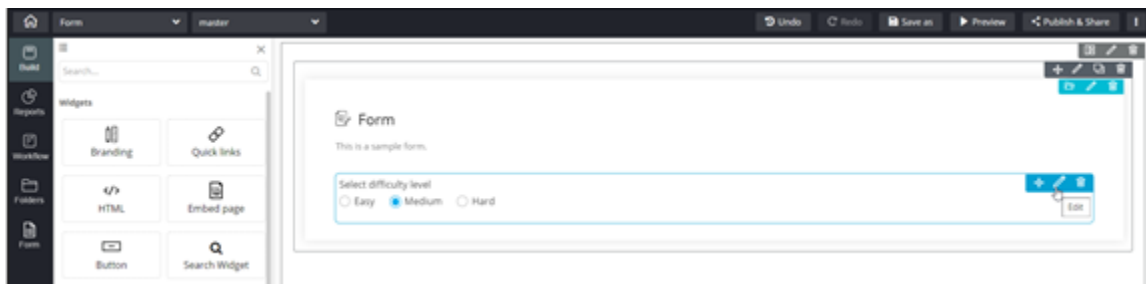 Form master Undo Redo Save as Preview Publish & Share
Build
Search...
Reports
Widgets
Form
Branding Quick links
This is a sample form.
Workflow
Select difficulty level
Folders
HTML Embed page
Easy Medium Hard
Edit
Form
Button Search Widget